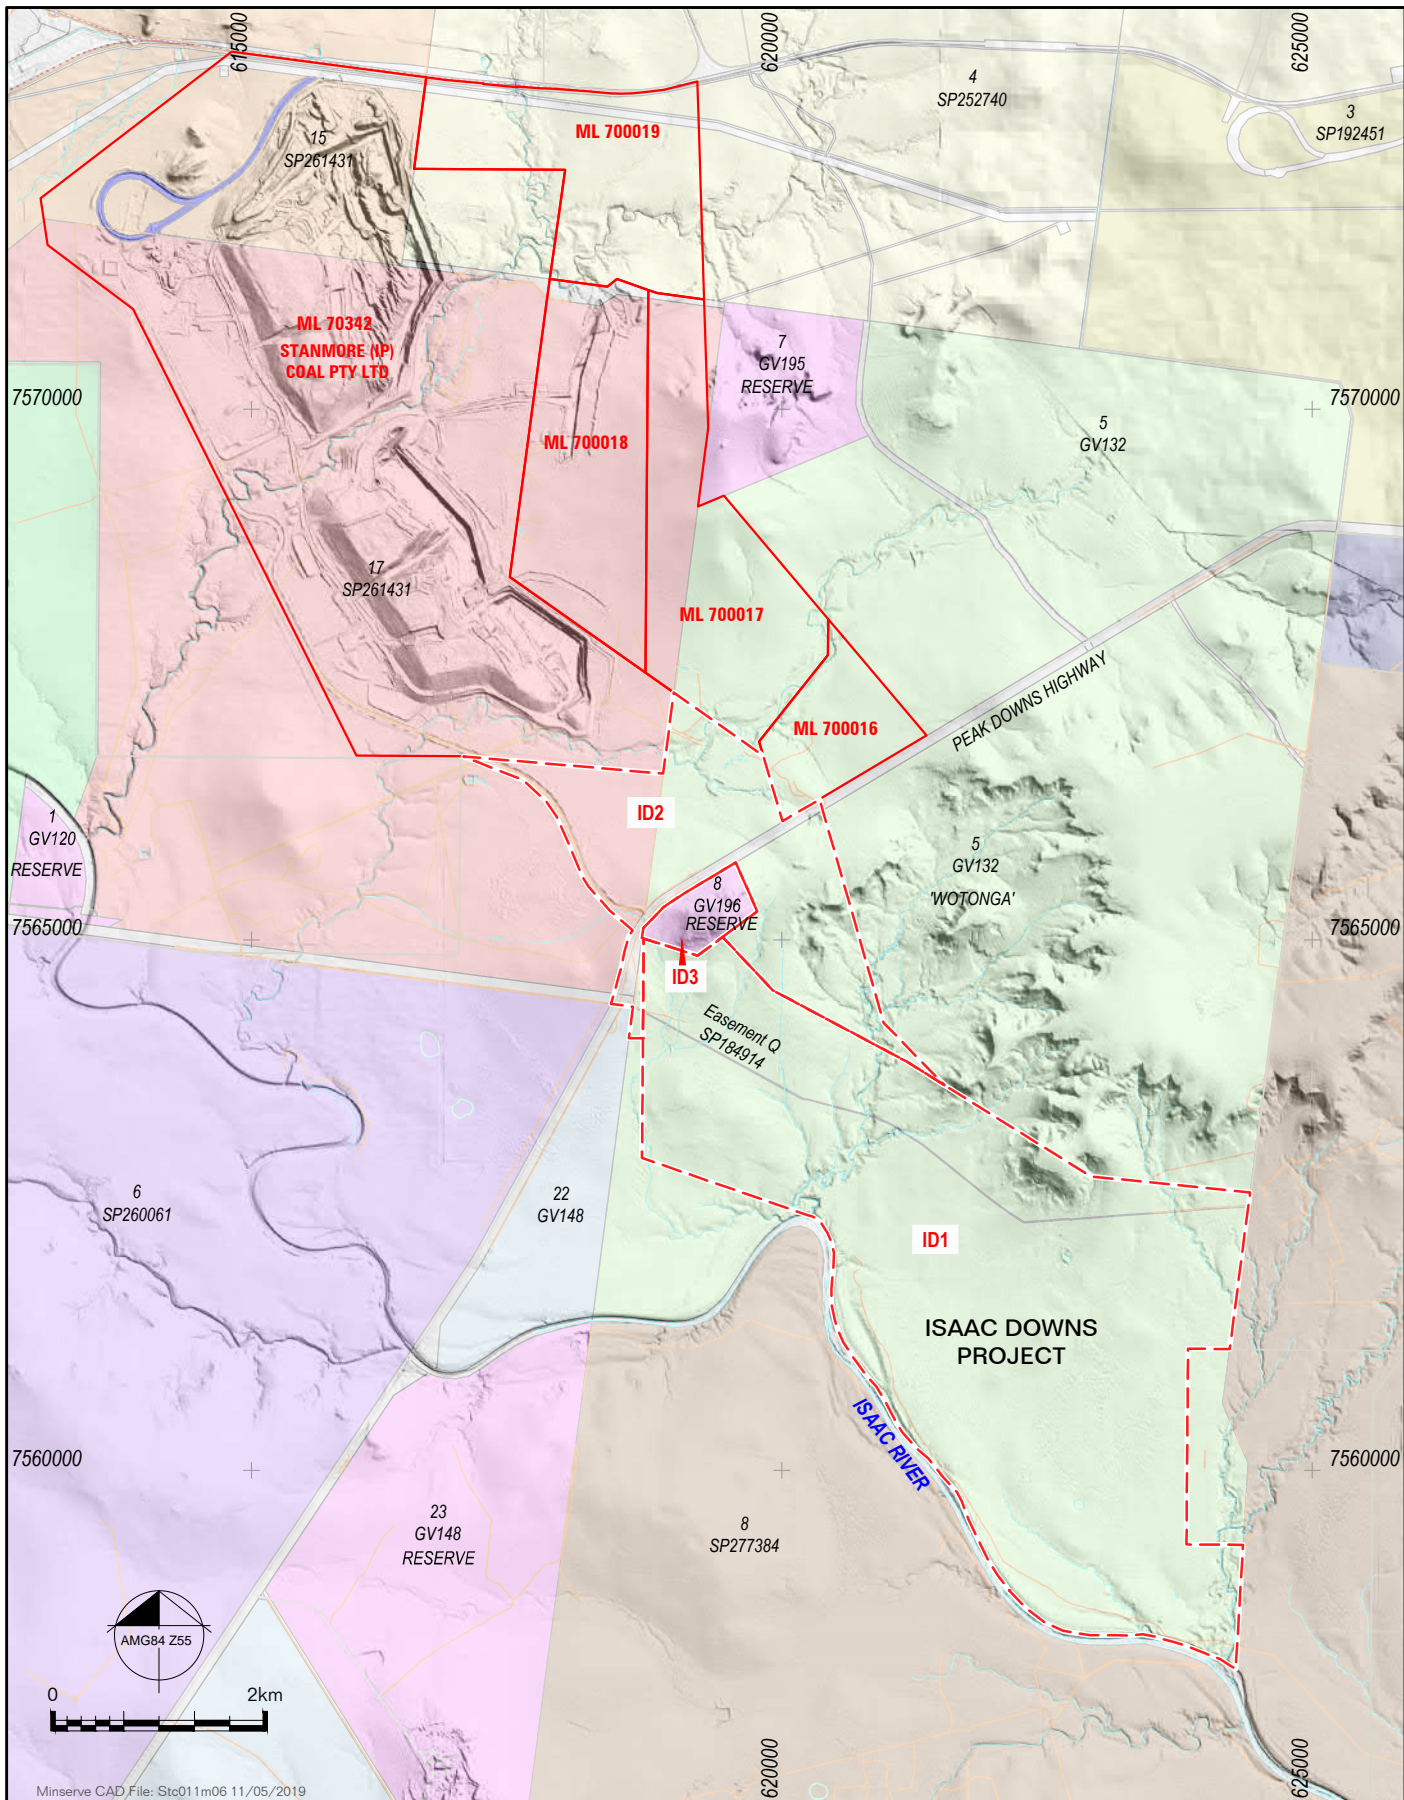 615000
620000
625000
4
SP252740
3
SP192451
ML 700019
15
SP261431
ML 70342
STANMORE (IP)
COAL PTY LTD
7
GV195
RESERVE
7570000
7570000
5
GV132
ML 700018
17
SP261431
ML 700017
ML 700016
PEAK DOWNS HIGHWAY
ID2
1
GV120
RESERVE
5
GV132
'WOTONGA'
8
GV196
RESERVE
7565000
7565000
ID3
Easement Q
SP184914
6
SP260061
22
GV148
ID1
ISAAC DOWNS
PROJECT
ISAAC RIVER
7560000
7560000
23
GV148
RESERVE
8
SP277384
AMG84 Z55
0
2km
620000
625000
Minserve CAD File: Stc011m06 11/05/2019